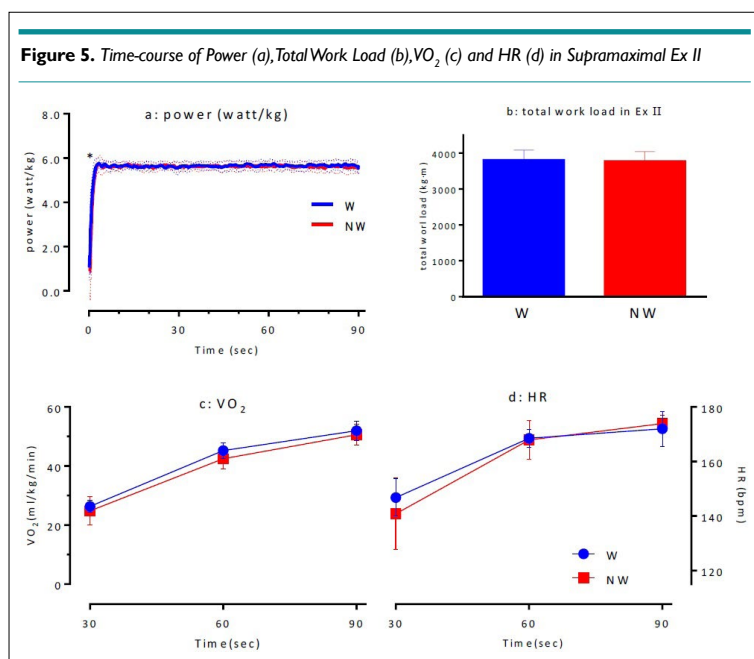 Figure 5. Time-course of Power (a), Total Work Load (b), VO₂ (c) and HR (d) in Supramaximal Ex II
a: power (watt/kg)
power (watt/kg)
8.0
6.0
4.0
2.0
0.0
*
W
NW
0
30
60
90
Time (sec)
b: total work load in Ex II
total worl load (kg·m)
4000
3000
2000
1000
0
W
NW
c: VO₂
VO₂(ml/kg/min)
60
40
20
0
30
60
90
Time(sec)
d: HR
180
160
140
120
HR (bpm)
W
NW
30
60
90
Time(sec)